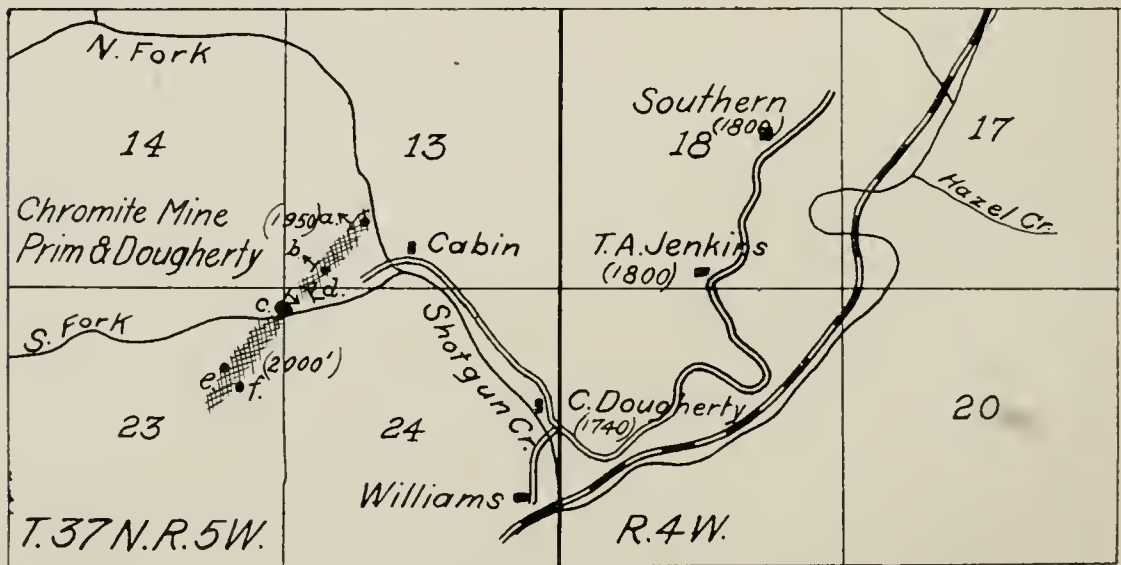 N. Fork
Southern
(1800)
14
13
18
17
Hazel Cr.
Chromite Mine
(1950) a.
Prim & Dougherty
b
Cabin
T.A. Jenkins
(1800)
c.
d.
S. Fork
Shotgun Cr.
e
f.
(2000')
C. Dougherty
(1740)
23
24
20
Williams
T.37N.R.5W.
R.4W.